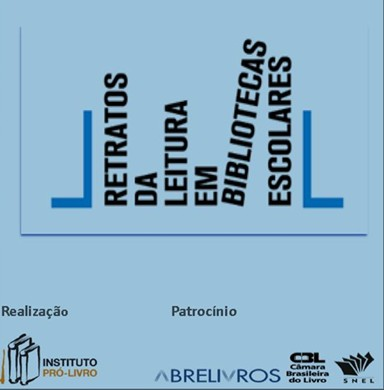 RETRATOS
DA
LEITURA
EM
BIBLIOTECAS
ESCOLARES
Realização
Patrocínio
INSTITUTO
PRÓ-LIVRO
ABRELIVROS
CBL
Câmara
Brasileira
do Livro
SNEL